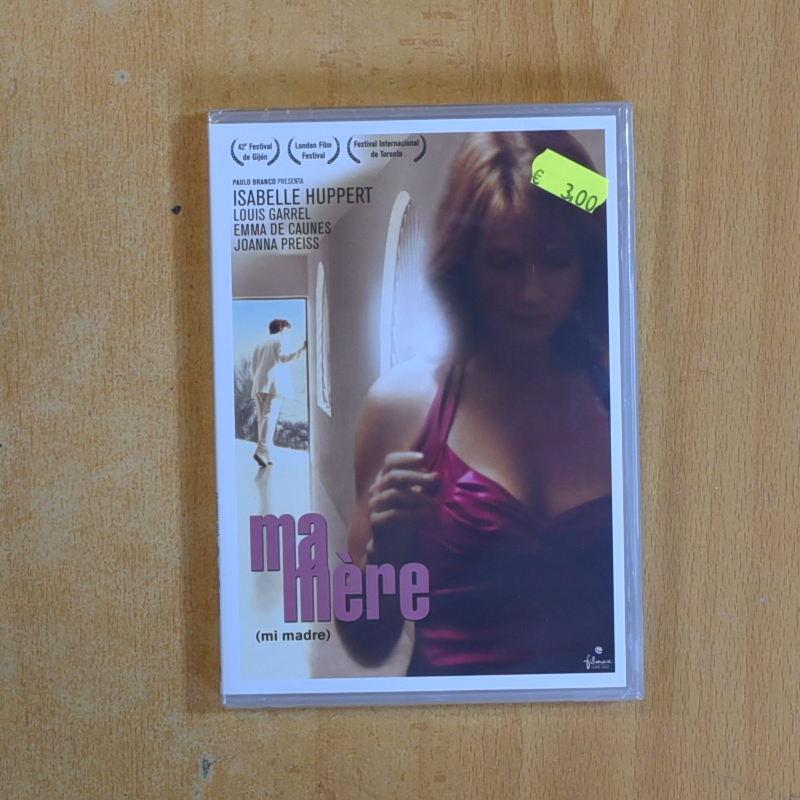 42º Festival
de Gijón
London Film
Festival
Festival Internacional
de Toronto
PAULO BRANCO PRESENTA
ISABELLE HUPPERT
LOUIS GARREL
EMMA DE CAUNES
JOANNA PREISS
€ 3,00
ma
mère
(mi madre)
filmax